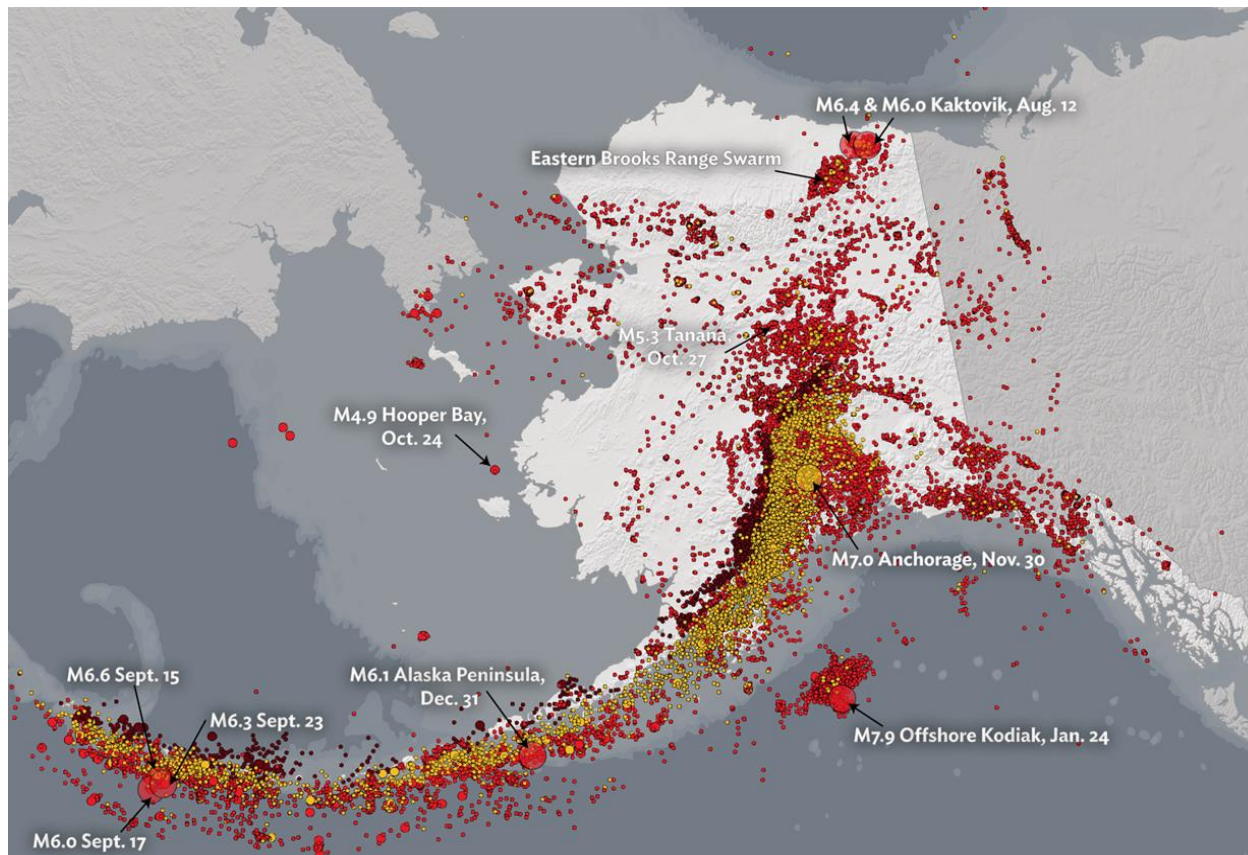 M6.4 & M6.0 Kaktovik, Aug. 12
Eastern Brooks Range Swarm
M5.3 Tanana,
Oct. 27
M4.9 Hooper Bay,
Oct. 24
M7.0 Anchorage, Nov. 30
M6.6 Sept. 15
M6.3 Sept. 23
M6.1 Alaska Peninsula,
Dec. 31
M7.9 Offshore Kodiak, Jan. 24
M6.0 Sept. 17